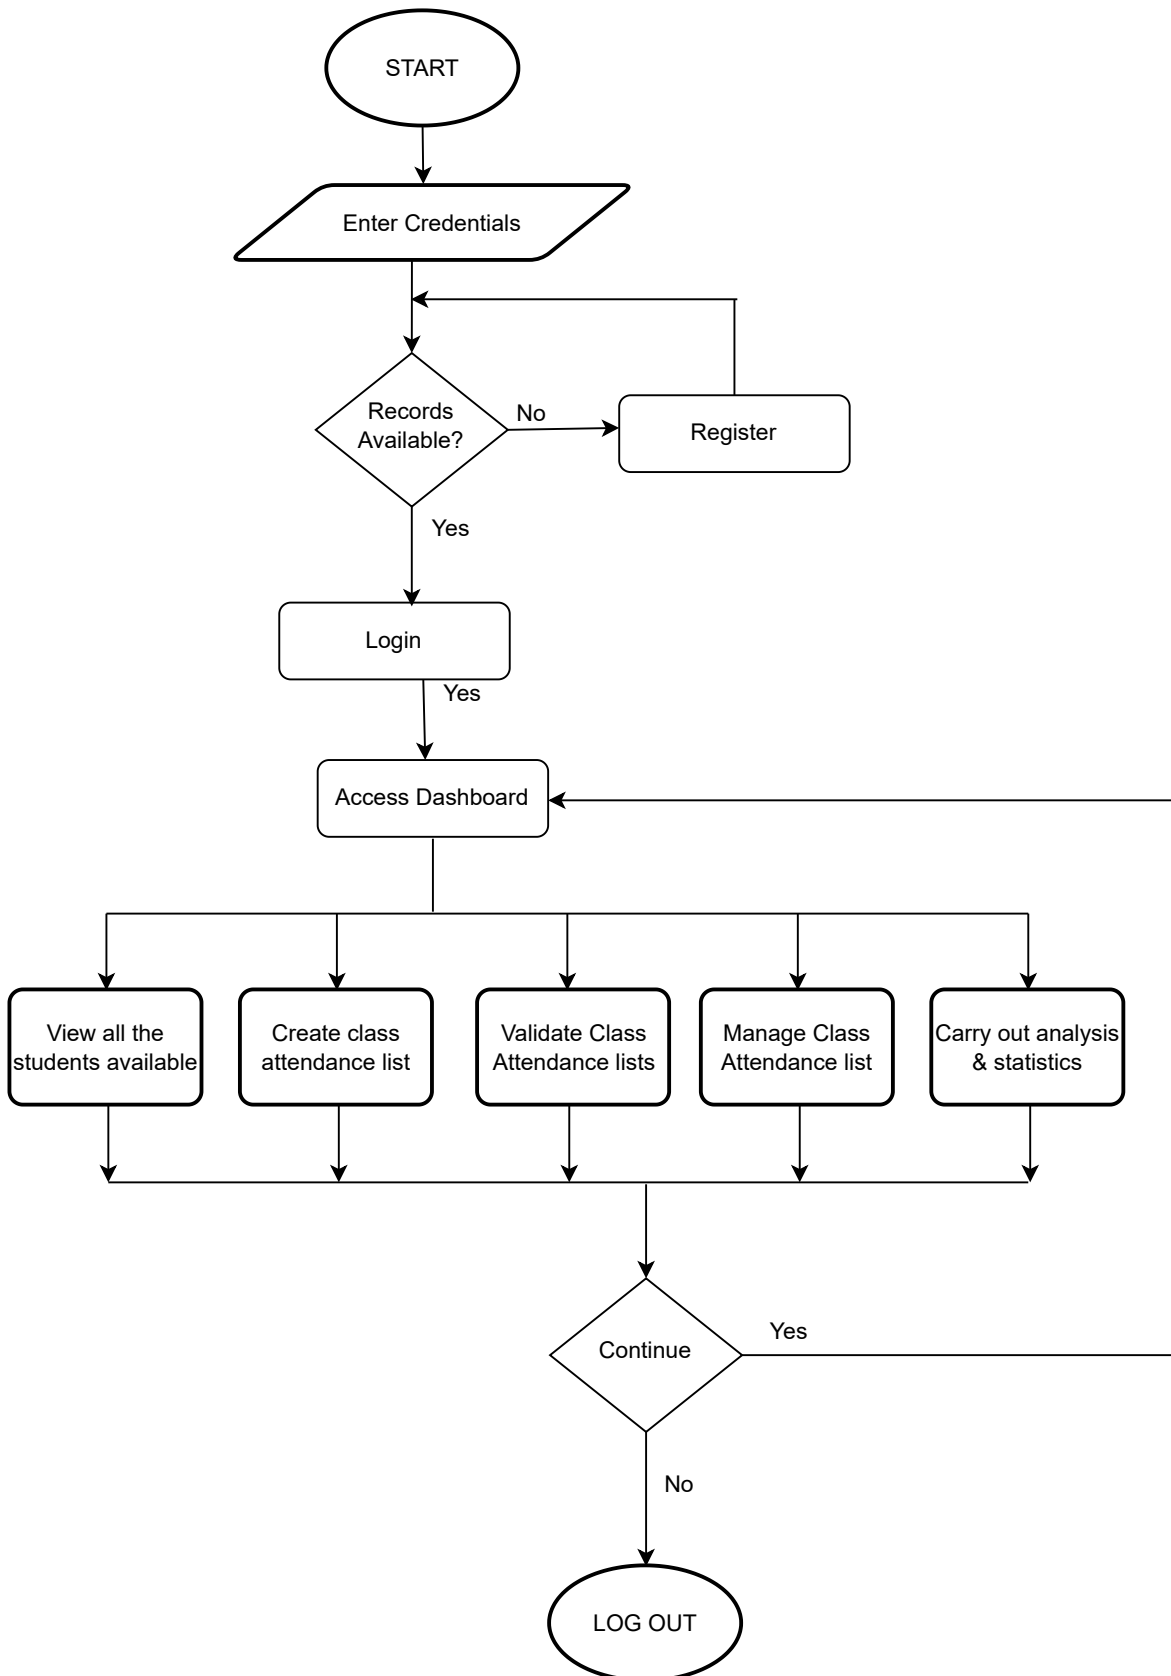 START
Enter Credentials
Records
Available?
No
Register
Yes
Login
Yes
Access Dashboard
View all the
students available
Create class
attendance list
Validate Class
Attendance lists
Manage Class
Attendance list
Carry out analysis
& statistics
Continue
Yes
No
LOG OUT